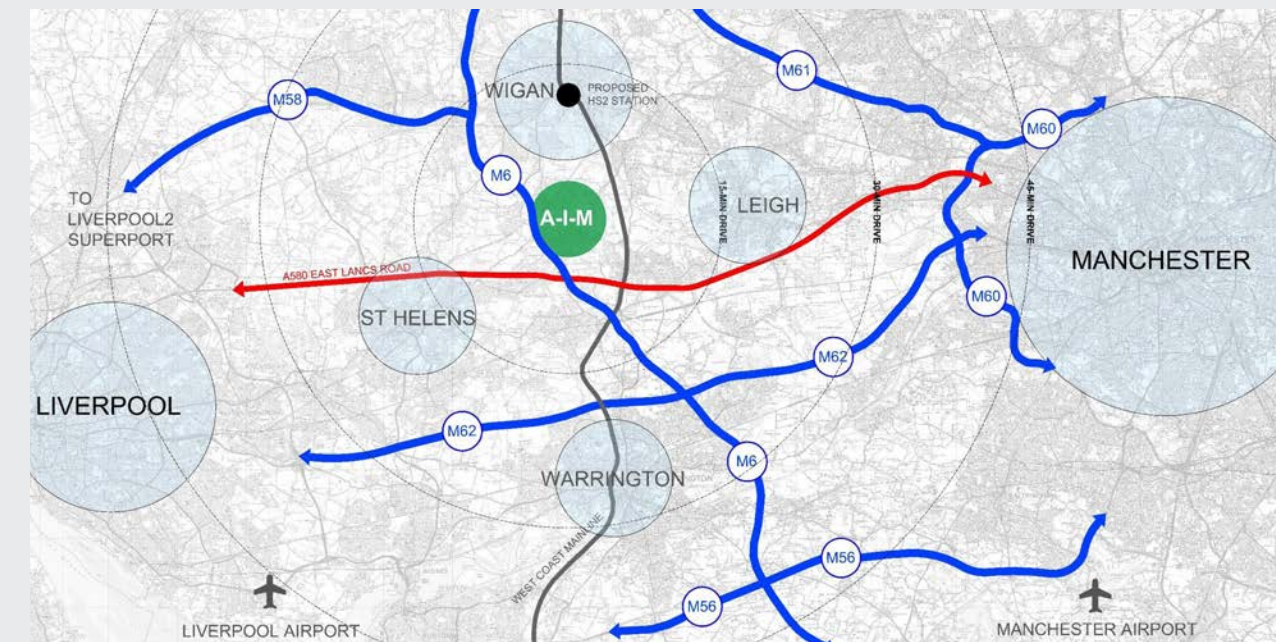 M61
WIGAN
PROPOSED
HS2 STATION
M58
M60
M6
TO
LIVERPOOL2
SUPERPORT
A-I-M
LEIGH
15-MIN DRIVE
30-MIN DRIVE
45-MIN DRIVE
MANCHESTER
A580 EAST LANCS ROAD
M60
ST HELENS
M62
LIVERPOOL
M62
M6
WARRINGTON
WEST COAST MAINLINE
M56
M56
LIVERPOOL AIRPORT
MANCHESTER AIRPORT